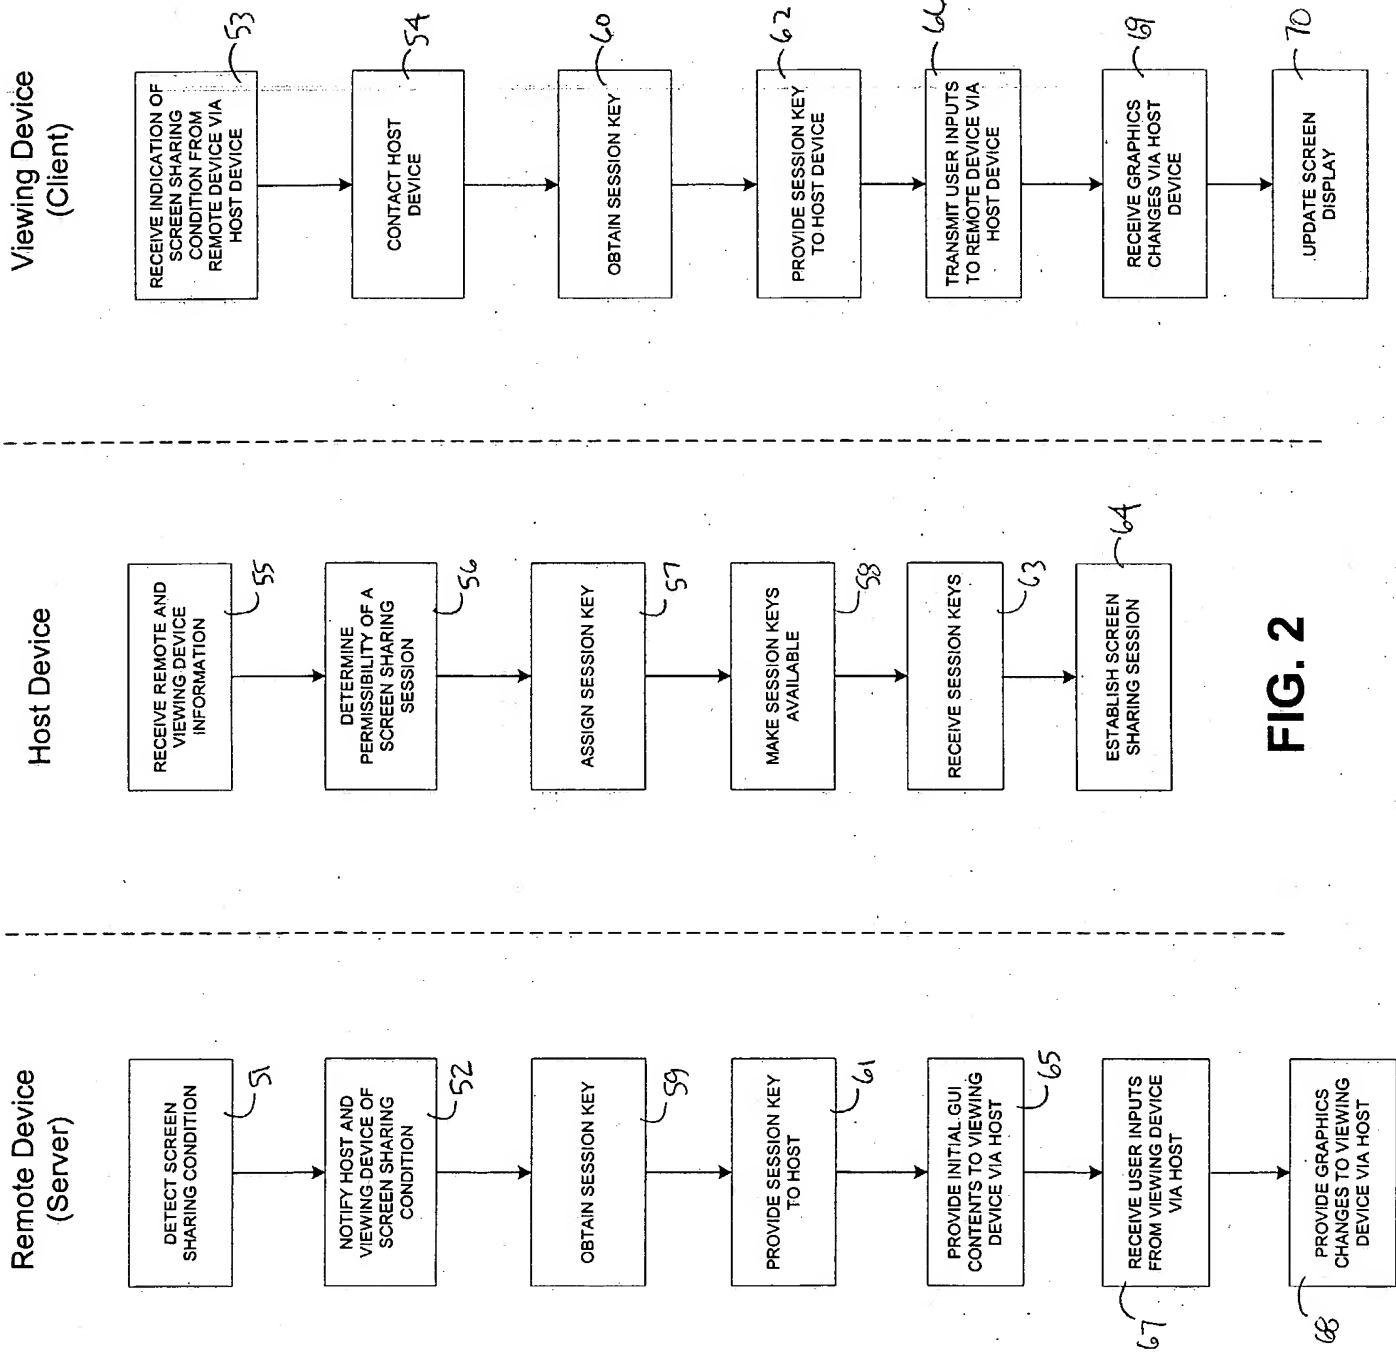 Remote Device
(Server)
DETECT SCREEN
SHARING CONDITION
51
NOTIFY HOST AND
VIEWING DEVICE OF
SCREEN SHARING
CONDITION
52
OBTAIN SESSION KEY
59
PROVIDE SESSION KEY
TO HOST
61
PROVIDE INITIAL GUI
CONTENTS TO VIEWING
DEVICE VIA HOST
65
RECEIVE USER INPUTS
FROM VIEWING DEVICE
VIA HOST
67
PROVIDE GRAPHICS
CHANGES TO VIEWING
DEVICE VIA HOST
68
Host Device
RECEIVE REMOTE AND
VIEWING DEVICE
INFORMATION
55
DETERMINE
PERMISSIBILITY OF A
SCREEN SHARING
SESSION
56
ASSIGN SESSION KEY
57
MAKE SESSION KEYS
AVAILABLE
58
RECEIVE SESSION KEYS
63
ESTABLISH SCREEN
SHARING SESSION
64
Viewing Device
(Client)
RECEIVE INDICATION OF
SCREEN SHARING
CONDITION FROM
REMOTE DEVICE VIA
HOST DEVICE
53
CONTACT HOST
DEVICE
54
OBTAIN SESSION KEY
60
PROVIDE SESSION KEY
TO HOST DEVICE
62
TRANSMIT USER INPUTS
TO REMOTE DEVICE VIA
HOST DEVICE
66
RECEIVE GRAPHICS
CHANGES VIA HOST
DEVICE
69
UPDATE SCREEN
DISPLAY
70
FIG. 2